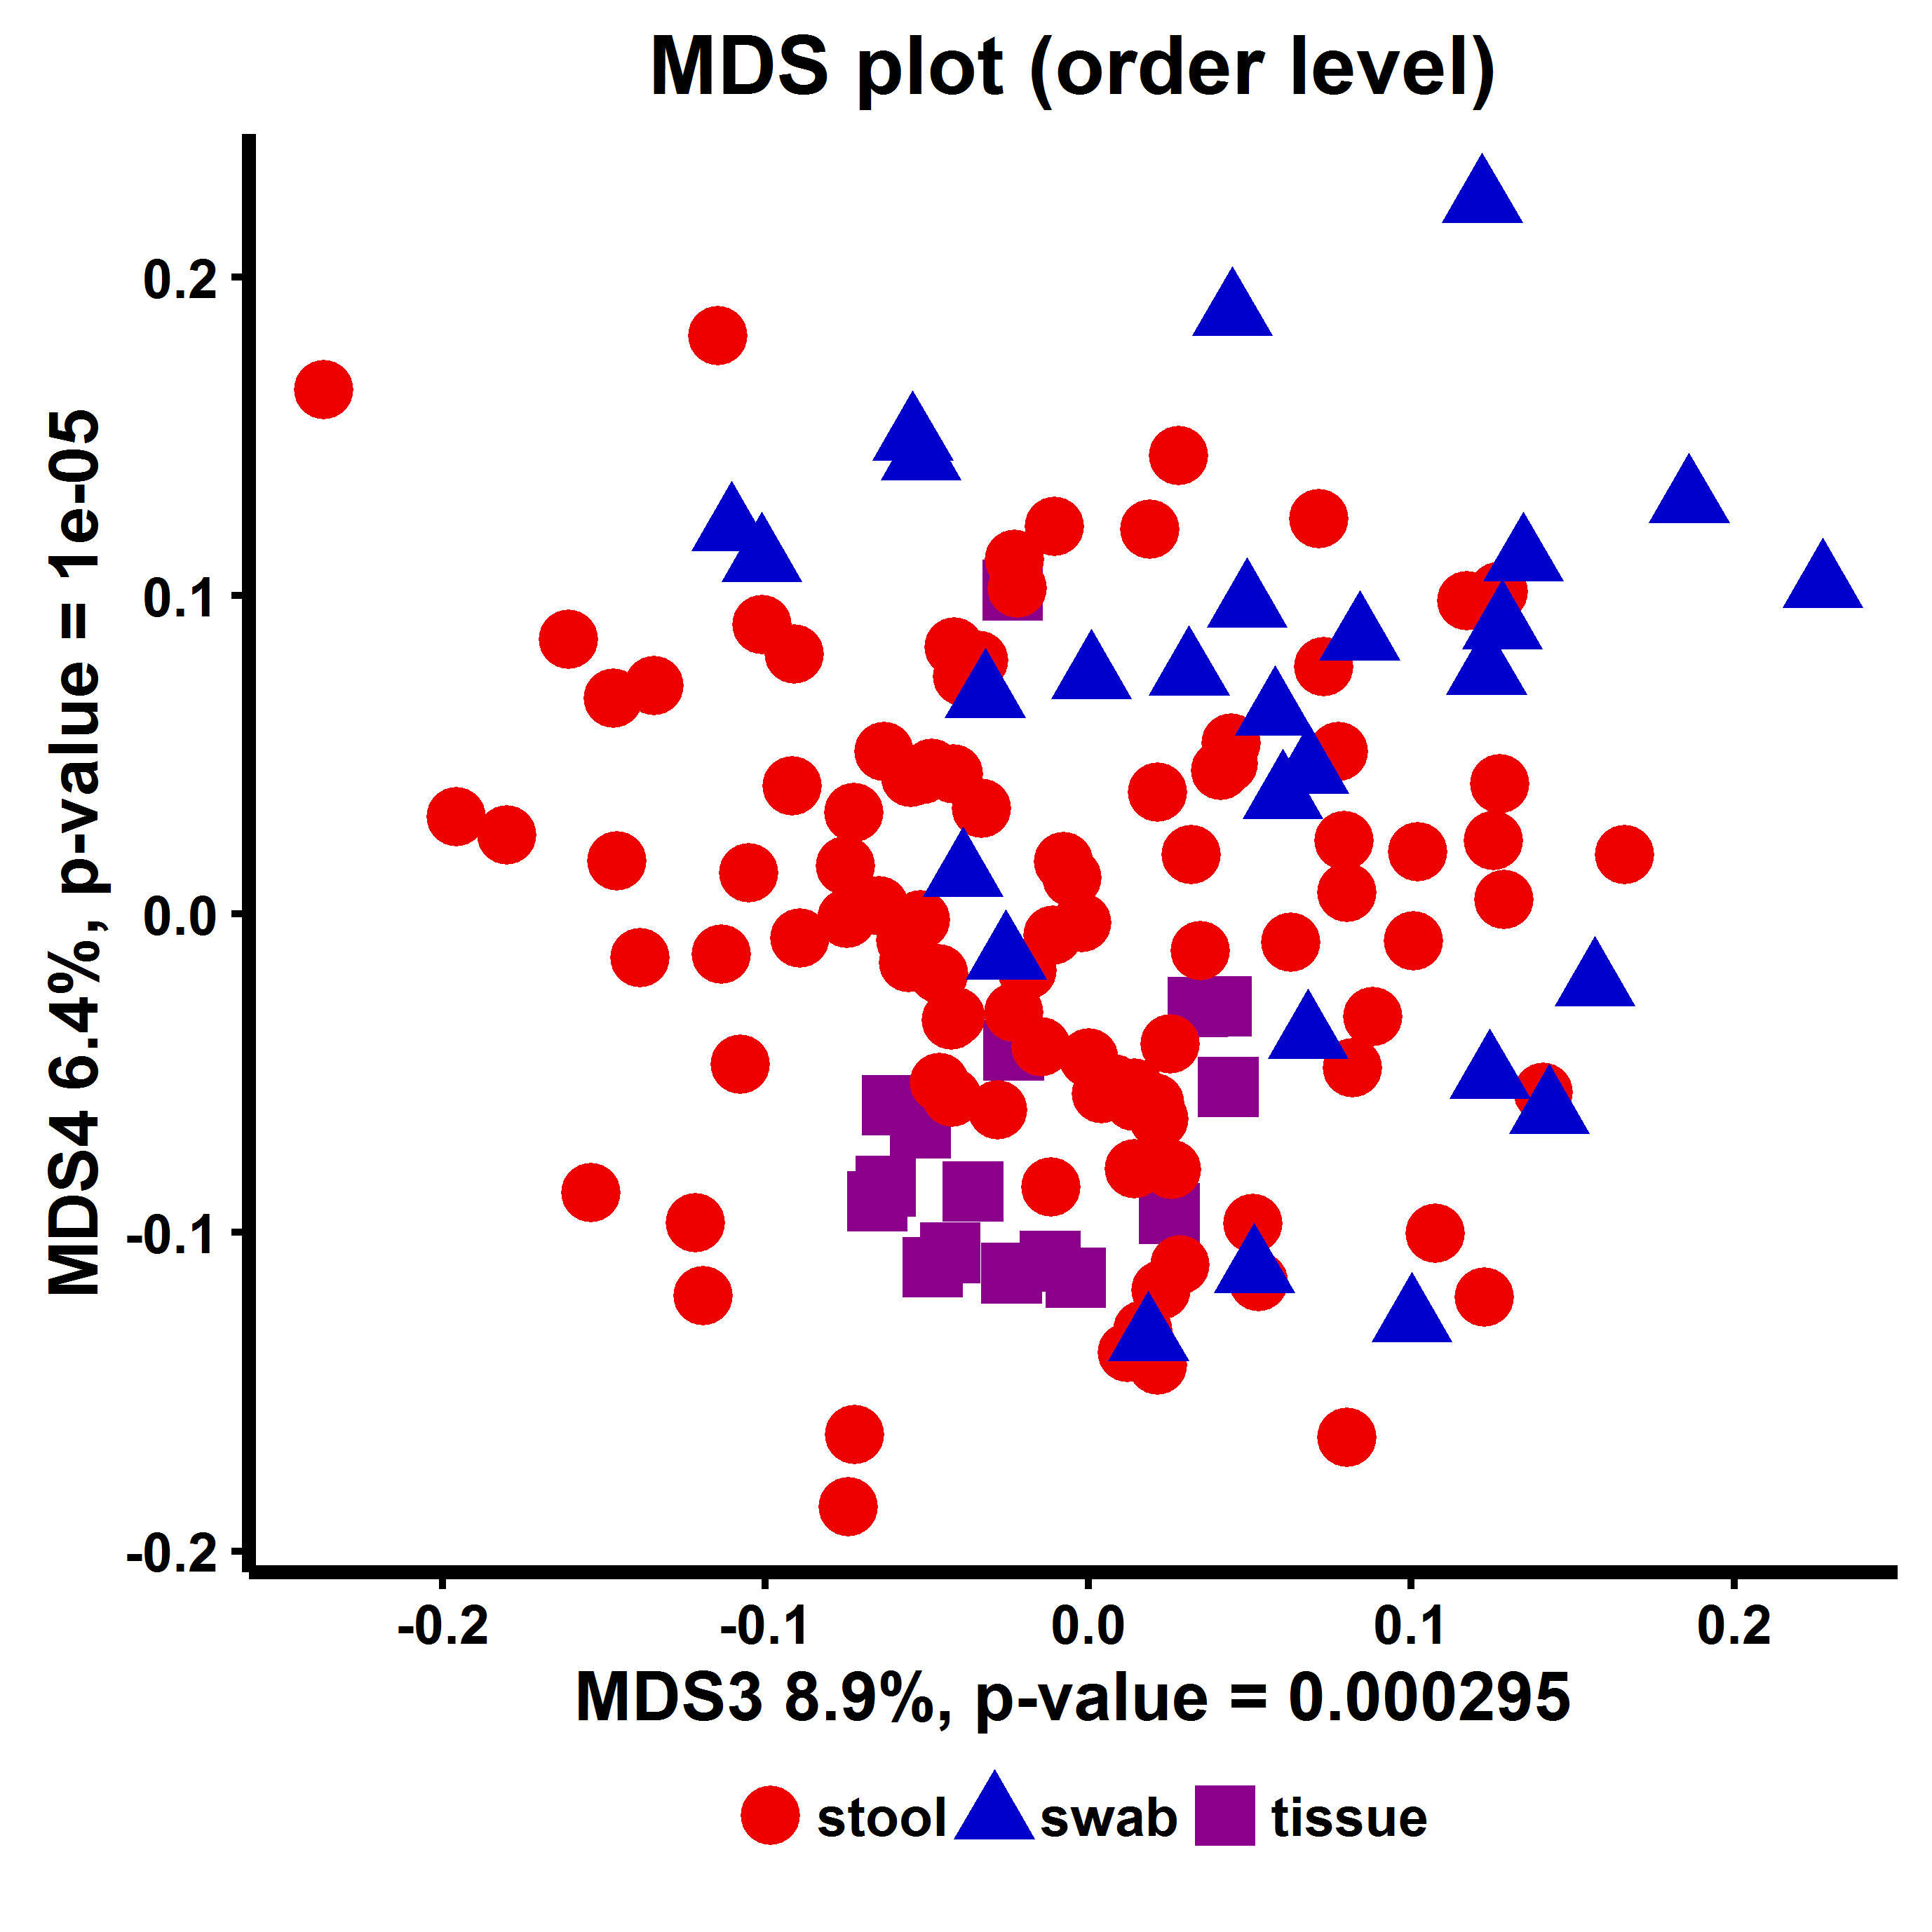 MDS plot (order level)
MDS4 6.4%, p-value = 1e-05
0.2
0.1
0.0
-0.1
-0.2
-0.2 -0.1 0.0 0.1 0.2
MDS3 8.9%, p-value = 0.000295
stool swab tissue